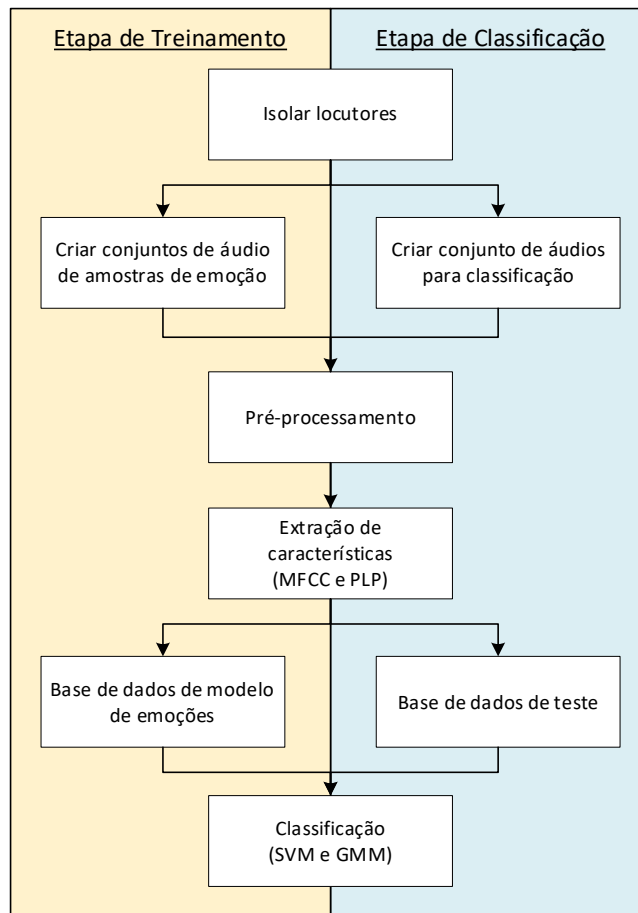 Etapa de Treinamento
Etapa de Classificação
Isolar locutores
Criar conjuntos de áudio
de amostras de emoção
Criar conjunto de áudios
para classificação
Pré-processamento
Extração de
característicfas
(MFCC e PLP)
Base de dados de modelo
de emoções
Base de dados de teste
Classificação
(SVM e GMM)